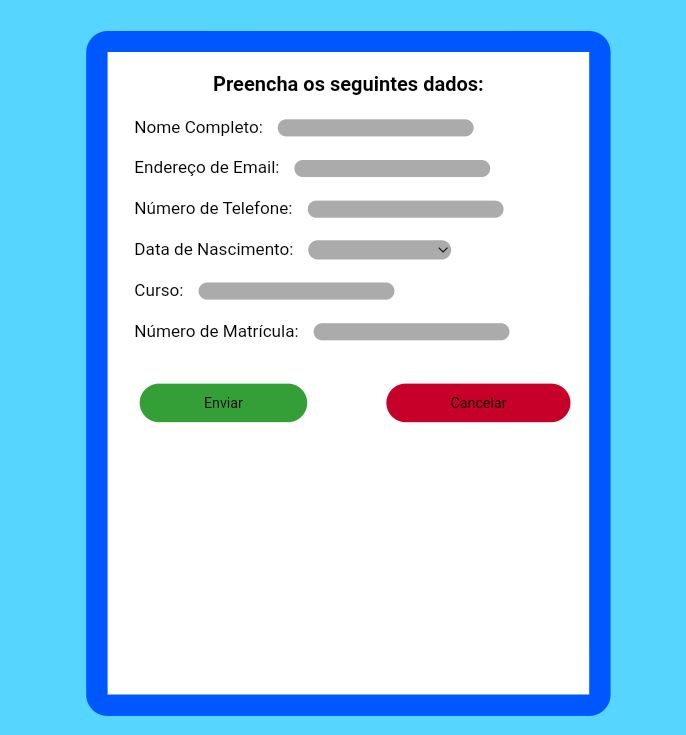 Preencha os seguintes dados:
Nome Completo:
Endereço de Email:
Número de Telefone:
Data de Nascimento:
Curso:
Número de Matrícula:
Enviar Cancelar